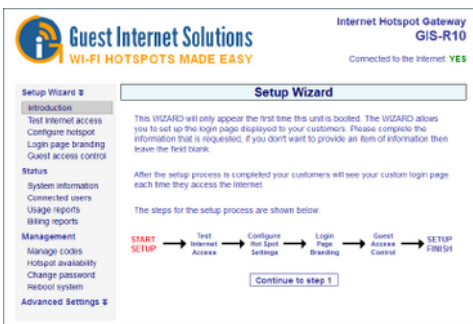 Guest Internet Solutions
WI-FI HOTSPOTS MADE EASY
Internet Hotspot Gateway
GIS-R10
Connected to the Internet: YES
Setup Wizard
Introduction
Test Internet access
Configure hotspot
Login page branding
Guest access control
Status
System information
Connected users
Usage reports
Billing reports
Management
Manage codes
Hotspot availability
Change password
Reboot system
Advanced Settings
Setup Wizard
This WIZARD will only appear the first time this unit is booted. The WIZARD allows
you to set up the login page displayed to your customers. Please complete the
information that is requested, if you don't want to provide an item of information then
leave the field blank.
After the setup process is completed your customers will see your custom login page
each time they access the Internet.
The steps for the setup process are shown below:
START SETUP
Test Internet Access
Configure Hot Spot Settings
Login Page Branding
Guest Access Control
SETUP FINISH
Continue to step 1